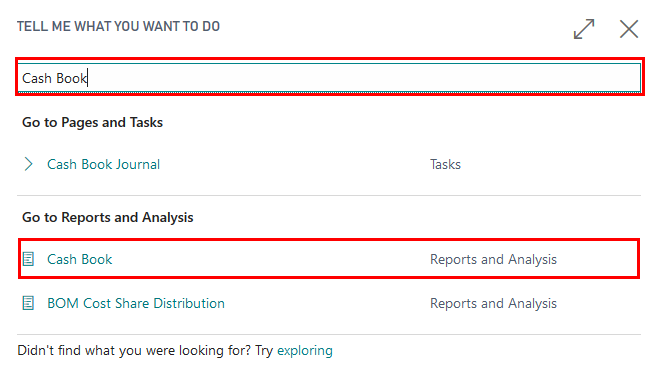 TELL ME WHAT YOU WANT TO DO
Cash Book
Go to Pages and Tasks
Cash Book Journal Tasks
Go to Reports and Analysis
Cash Book Reports and Analysis
BOM Cost Share Distribution Reports and Analysis
Didn't find what you were looking for? Try exploring